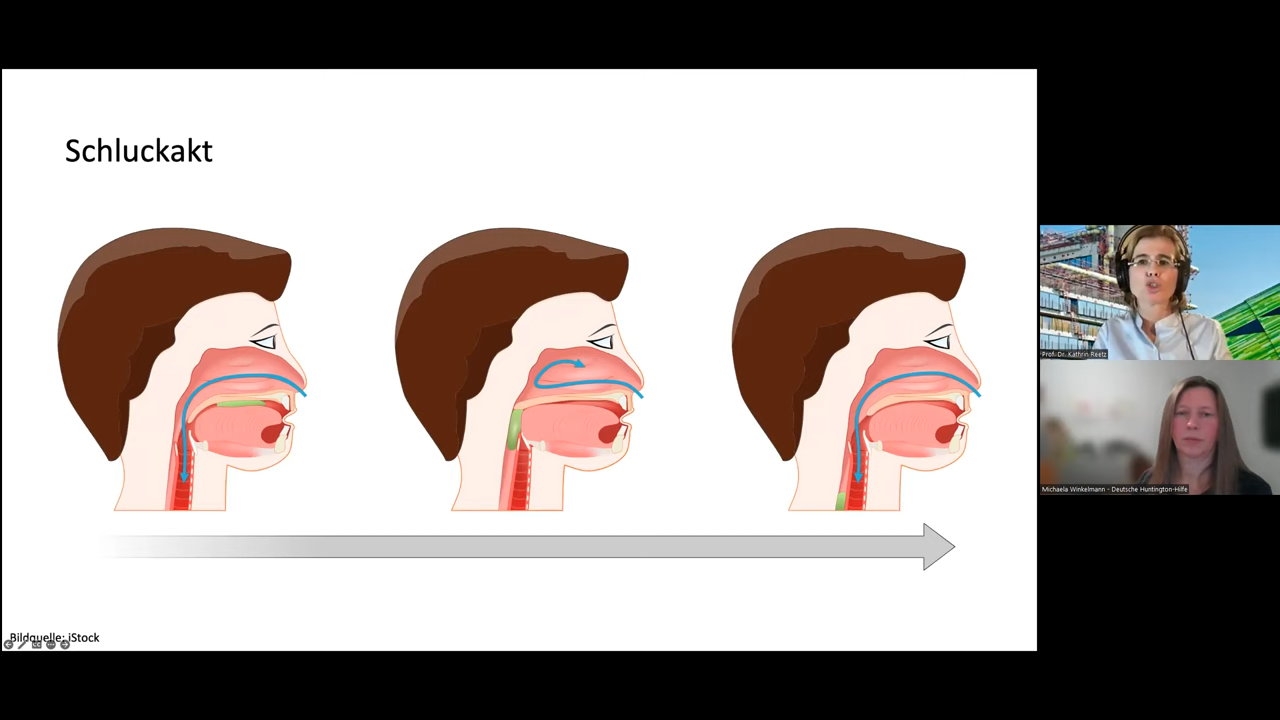 Schluckakt
Prof. Dr. Kathrin Reetz
Michaela Winkelmann - Deutsche Huntington-Hilfe
Bildquelle: iStock